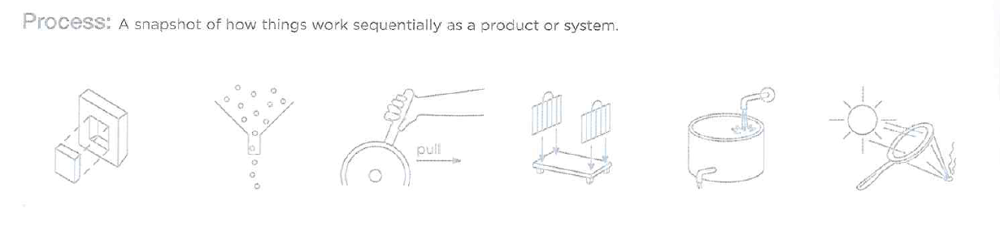 Process: A snapshot of how things work sequentially as a product or system.
pull